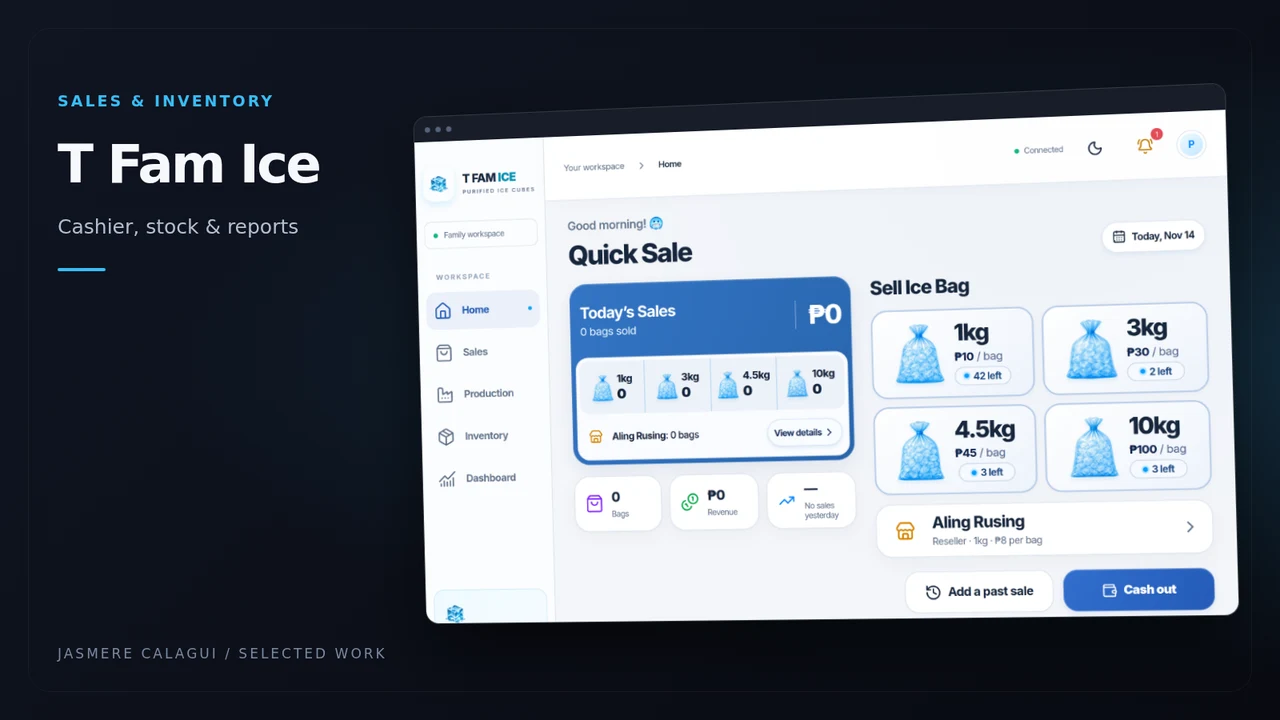 SALES & INVENTORY
T Fam Ice
Cashier, stock & reports
JASMERE CALAGUI / SELECTED WORK
T FAM ICE
PURIFIED ICE CUBES
Family workspace
WORKSPACE
Home
Sales
Production
Inventory
Dashboard
Your workspace > Home
Connected
1
P
Good morning!
Quick Sale
Today, Nov 14
Today's Sales
0 bags sold
₱0
1kg
0
3kg
0
4.5kg
0
10kg
0
Aling Rusing: 0 bags
View details
0
Bags
₱0
Revenue
—
No sales
yesterday
Sell Ice Bag
1kg
₱10 / bag
42 left
3kg
₱30 / bag
2 left
4.5kg
₱45 / bag
3 left
10kg
₱100 / bag
3 left
Aling Rusing
Reseller · 1kg · ₱8 per bag
Add a past sale
Cash out